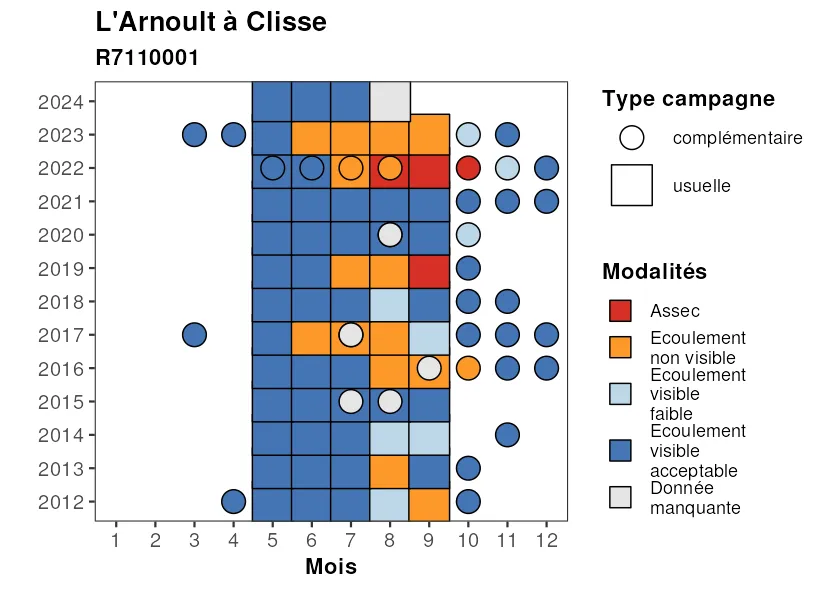 L'Arnoult à Clisse
R7110001
2024
2023
2022
2021
2020
2019
2018
2017
2016
2015
2014
2013
2012
1 2 3 4 5 6 7 8 9 10 11 12
Mois
Type campagne
complémentaire
usuelle
Modalités
Assec
Ecoulement
non visible
Ecoulement
visible
faible
Ecoulement
visible
acceptable
Donnée
manquante